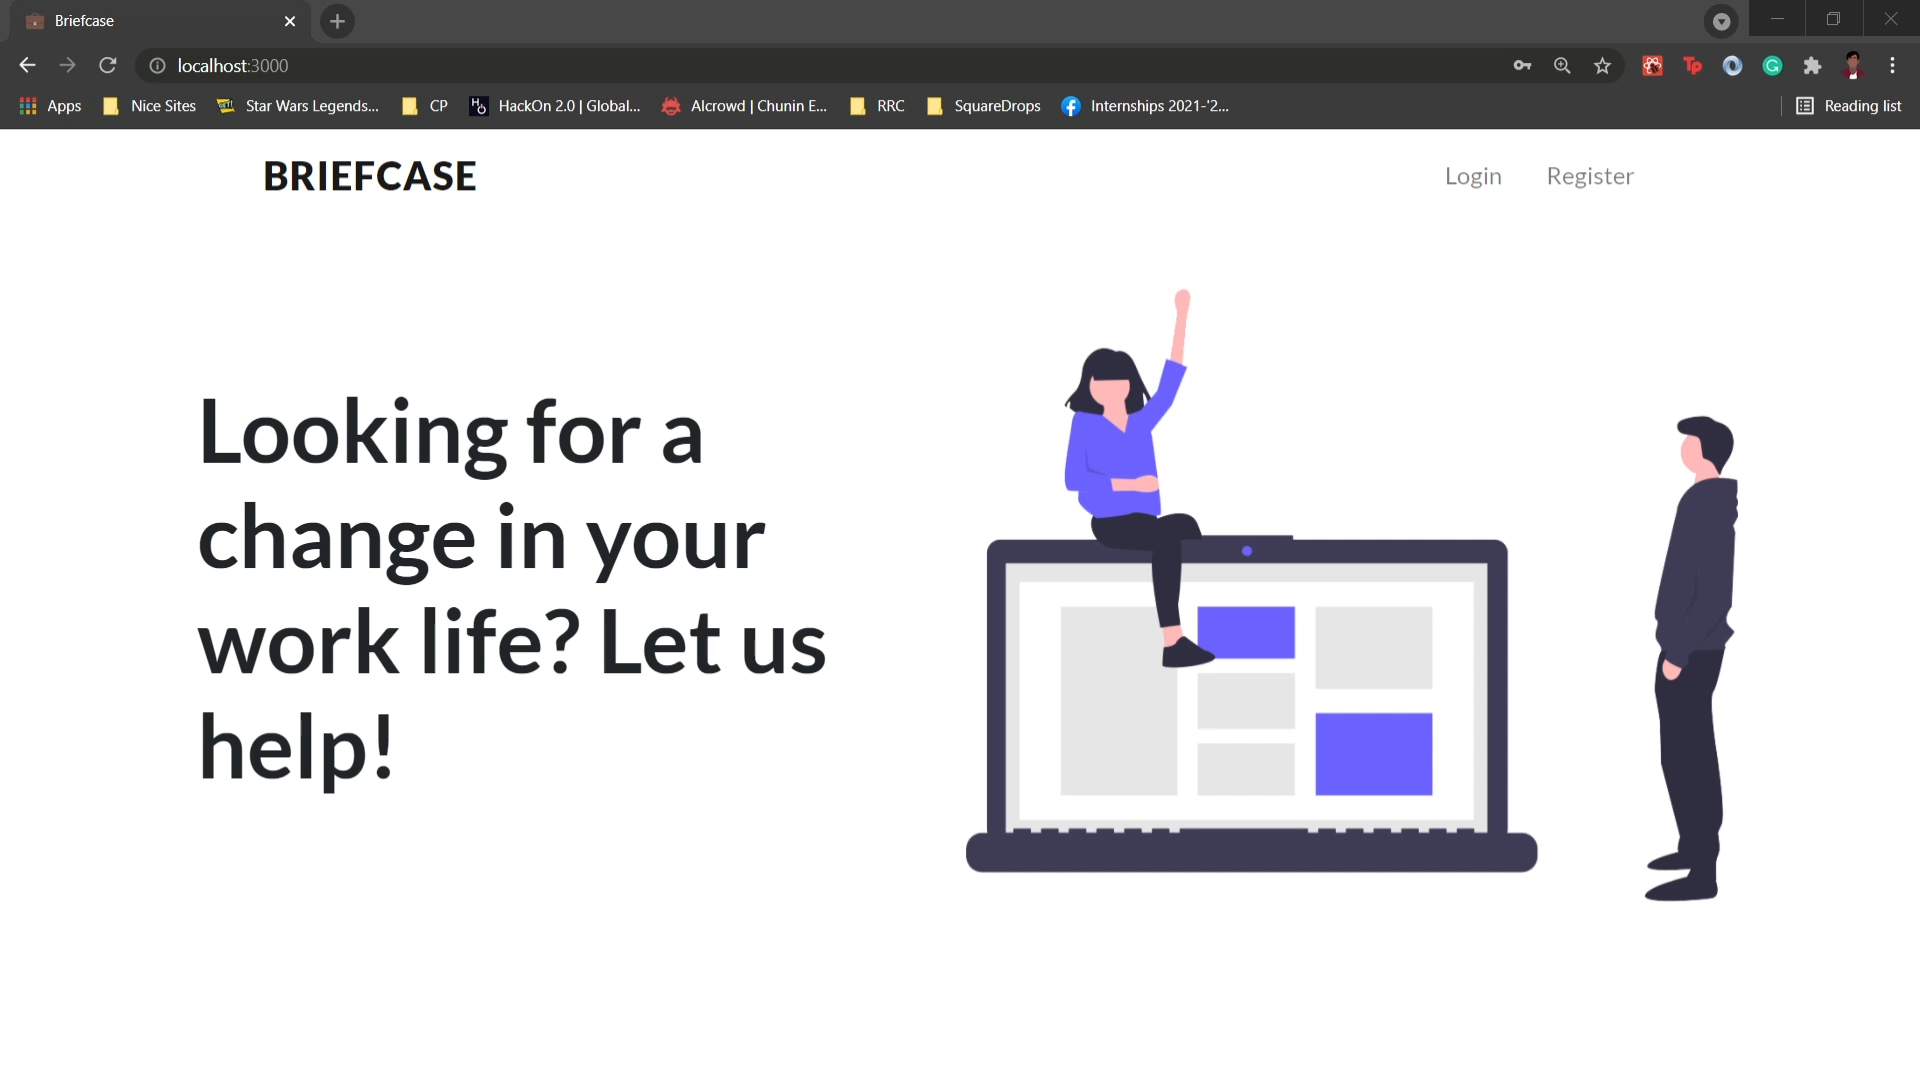 Briefcase
localhost:3000
Apps
Nice Sites
Star Wars Legends...
CP
HackOn 2.0 | Global...
AIcrowd | Chunin E...
RRC
SquareDrops
Internships 2021-'2...
Reading list
BRIEFCASE
Login
Register
Looking for a
change in your
work life? Let us
help!